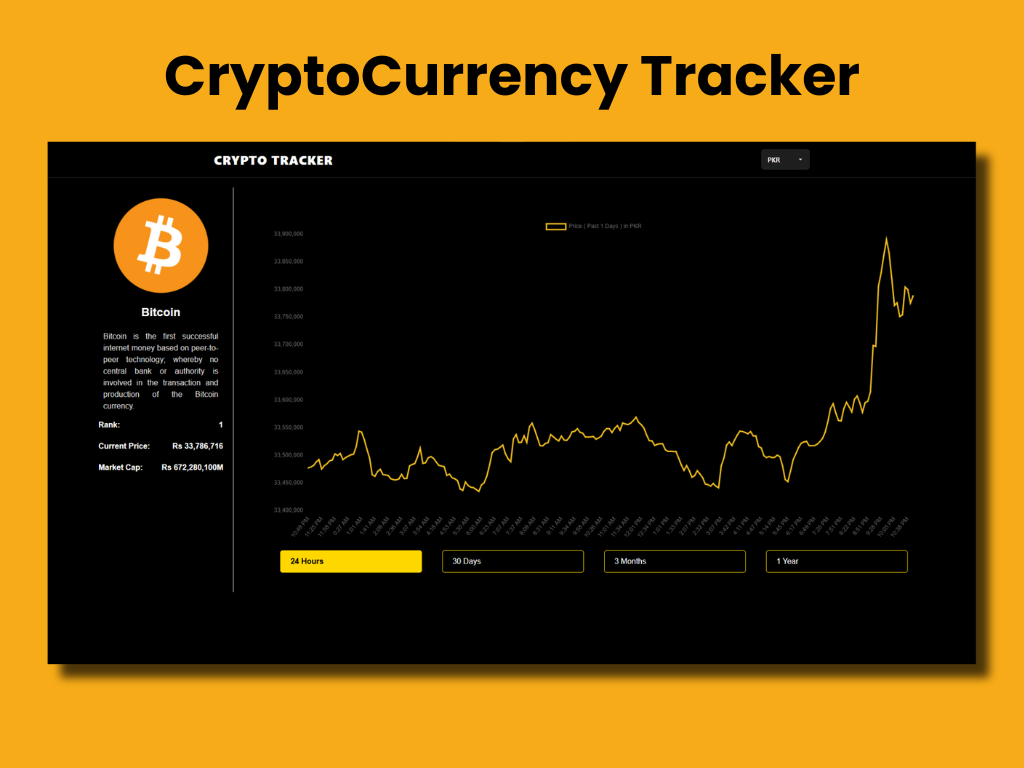 CryptoCurrency Tracker
CRYPTO TRACKER
PKR
Bitcoin
Bitcoin is the first successful
internet money based on peer-to-
peer technology; whereby no
central bank or authority is
involved in the transaction and
production of the Bitcoin
currency.
Rank: 1
Current Price: Rs 33,786,716
Market Cap: Rs 672,280,100M
Price ( Past 1 Days ) in PKR
33,900,000
33,850,000
33,800,000
33,750,000
33,700,000
33,650,000
33,600,000
33,550,000
33,500,000
33,450,000
33,400,000
24 Hours
30 Days
3 Months
1 Year